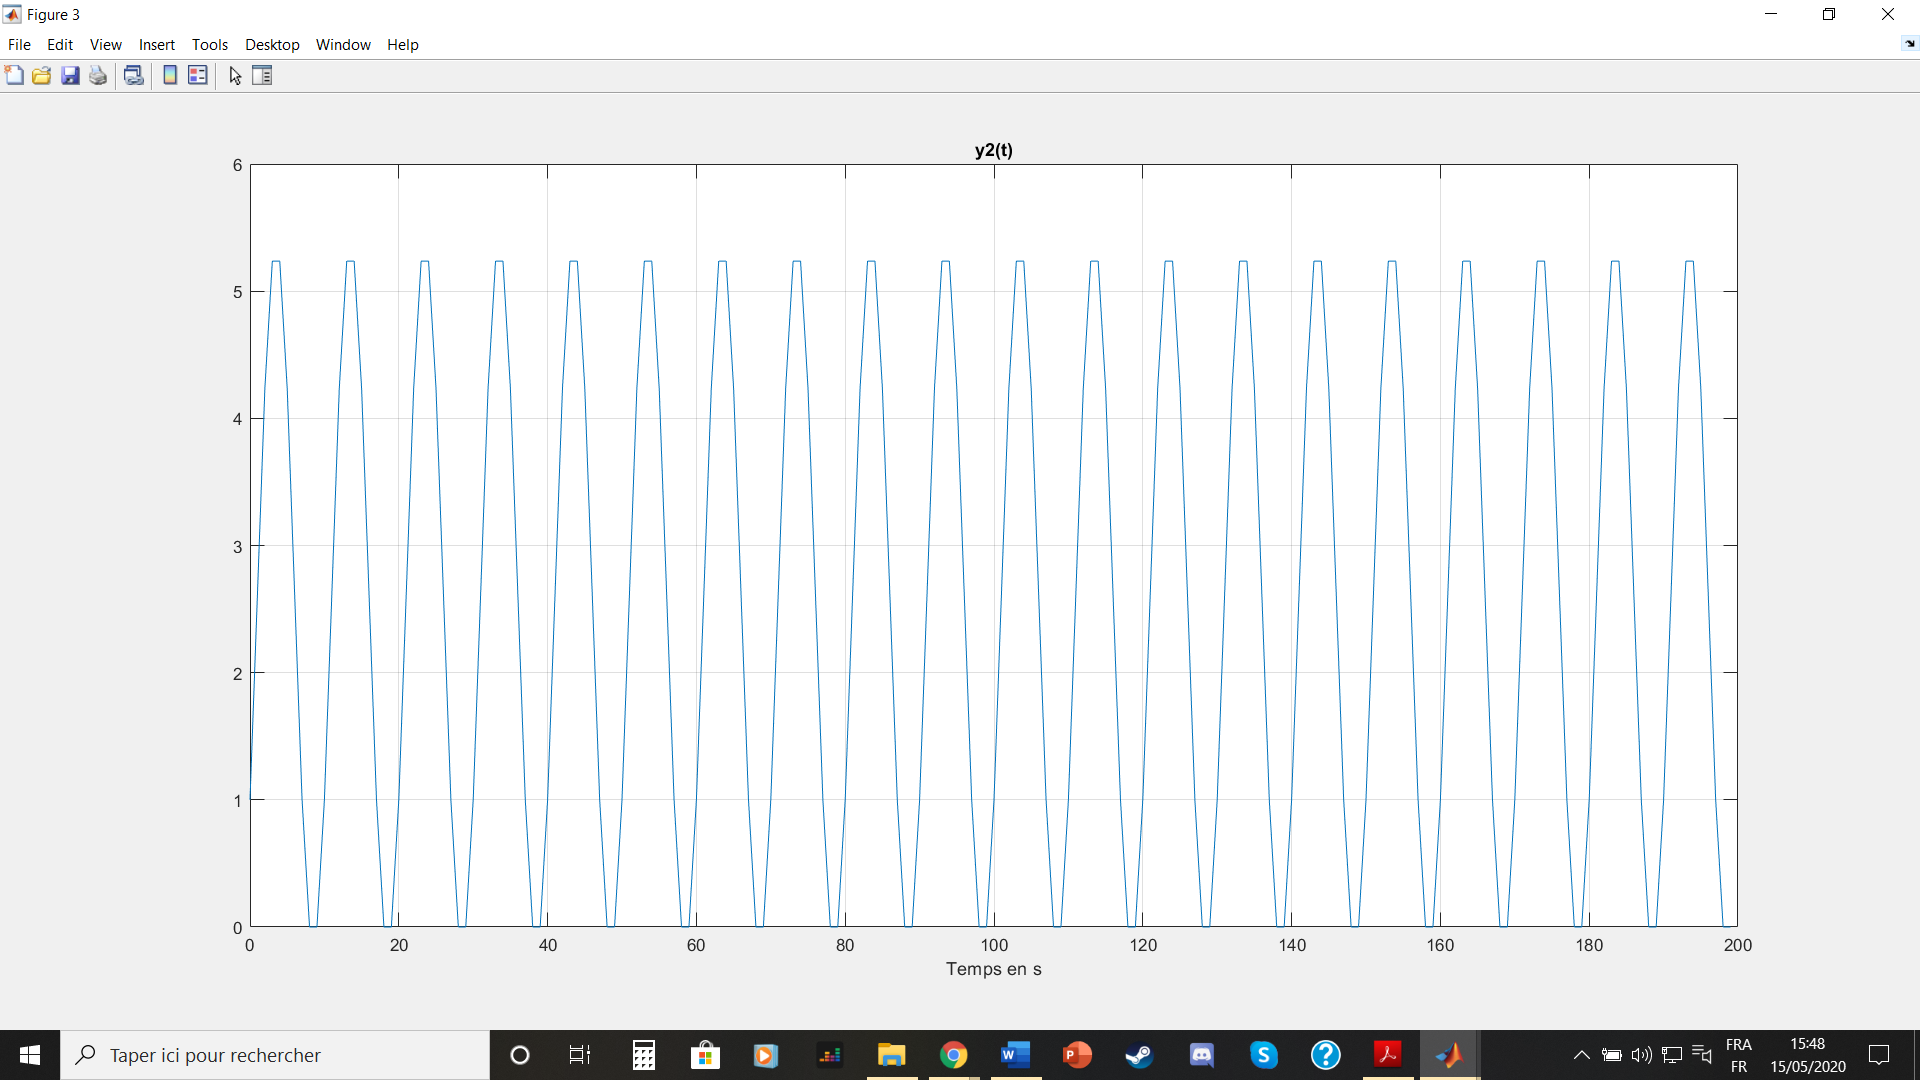 Figure 3
File Edit View Insert Tools Desktop Window Help
y2(t)
6
5
4
3
2
1
0
0 20 40 60 80 100 120 140 160 180 200
Temps en s
Taper ici pour rechercher
FRA
FR
15:48
15/05/2020